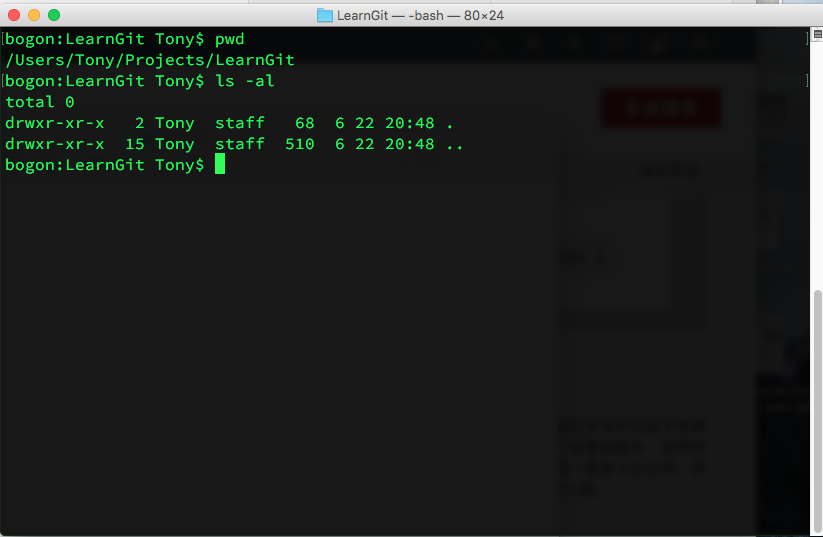 LearnGit — -bash — 80×24
[bogon:LearnGit Tony$ pwd ]
/Users/Tony/Projects/LearnGit
[bogon:LearnGit Tony$ ls -al ]
total 0
drwxr-xr-x   2 Tony  staff   68  6 22 20:48 .
drwxr-xr-x  15 Tony  staff  510  6 22 20:48 ..
bogon:LearnGit Tony$